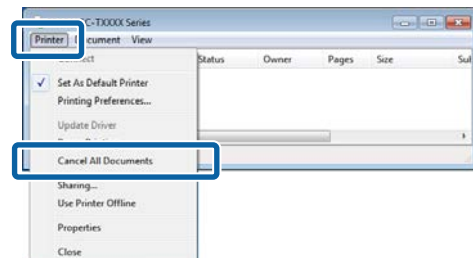 C-TXXXX Series
Printer Document View
Connect
Status Owner Pages Size Sul
Set As Default Printer
Printing Preferences...
Update Driver
Cancel All Documents
Sharing...
Use Printer Offline
Properties
Close